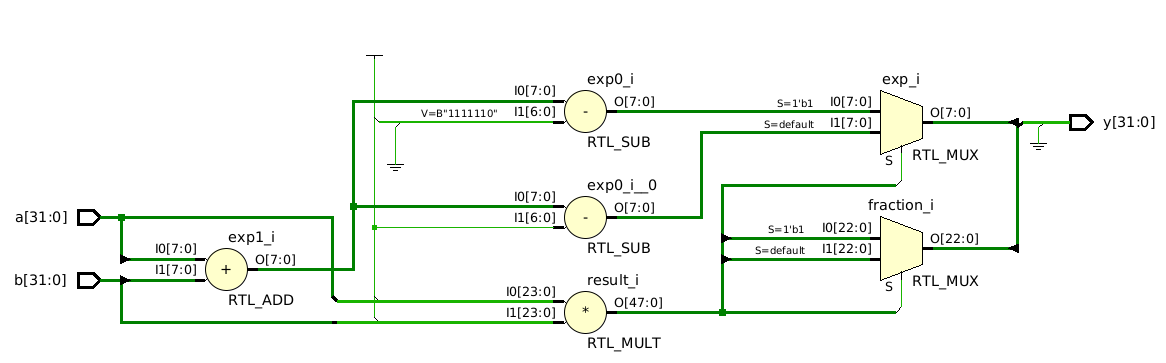 exp0_i
I0[7:0]
V=B"1111110" I1[6:0]
-
O[7:0]
RTL_SUB
exp_i
S=1'b1 I0[7:0]
S=default I1[7:0]
O[7:0]
S
RTL_MUX
y[31:0]
exp0_i__0
I0[7:0]
I1[6:0]
-
O[7:0]
RTL_SUB
a[31:0]
b[31:0]
exp1_i
I0[7:0]
I1[7:0]
+
O[7:0]
RTL_ADD
fraction_i
S=1'b1 I0[22:0]
S=default I1[22:0]
O[22:0]
S
RTL_MUX
result_i
I0[23:0]
I1[23:0]
*
O[47:0]
RTL_MULT